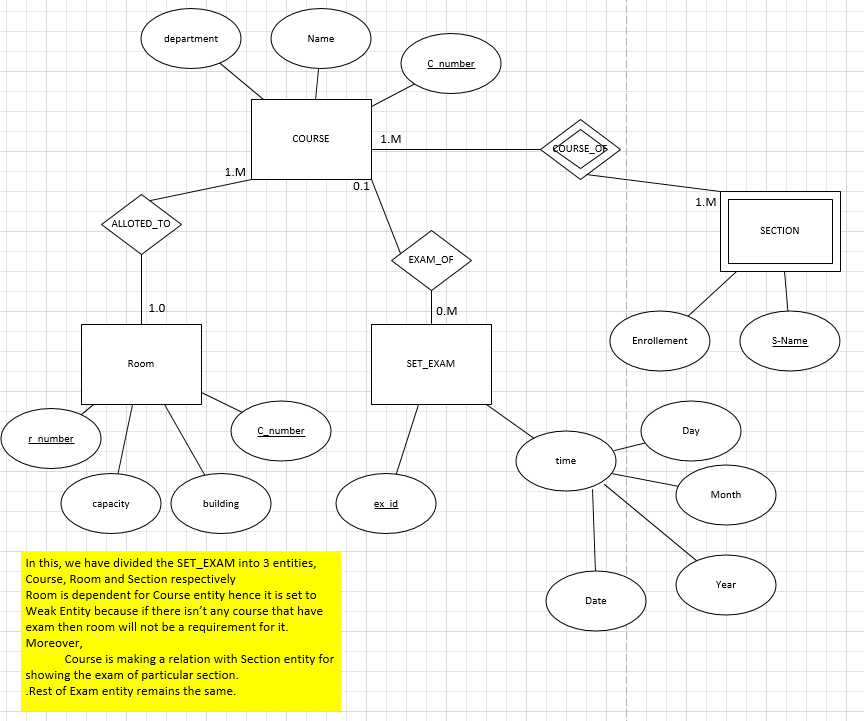 department
Name
C_number
COURSE
1.M
COURSE_OF
1.M
0.1
1.M
ALLOTED_TO
SECTION
EXAM_OF
1.0
0.M
Room
SET_EXAM
Enrollement
S-Name
r_number
C_number
time
Day
Month
capacity
building
ex_id
Year
Date
In this, we have divided the SET_EXAM into 3 entities,
Course, Room and Section respectively
Room is dependent for Course entity hence it is set to
Weak Entity because if there isn't any course that have
exam then room will not be a requirement for it.
Moreover,
Course is making a relation with Section entity for
showing the exam of particular section.
.Rest of Exam entity remains the same.